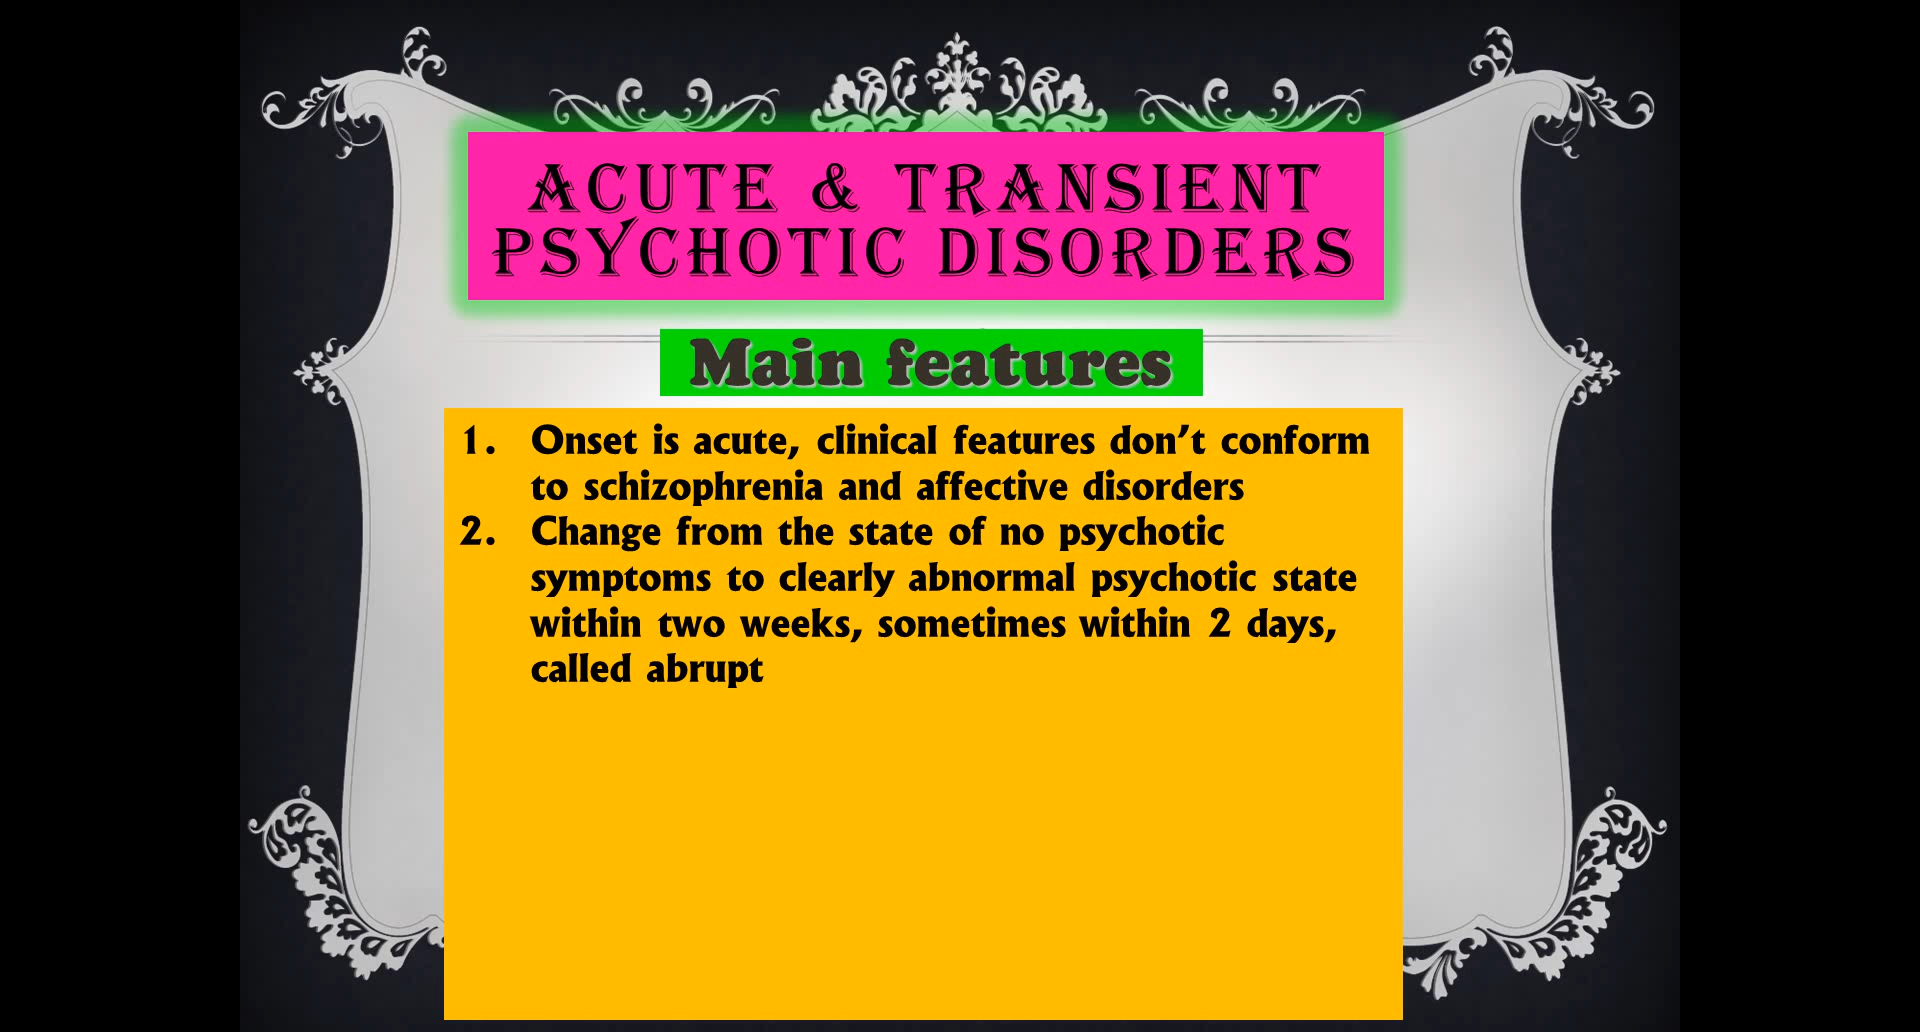 ACUTE & TRANSIENT
PSYCHOTIC DISORDERS
Main features
1. Onset is acute, clinical features don’t conform
to schizophrenia and affective disorders
2. Change from the state of no psychotic
symptoms to clearly abnormal psychotic state
within two weeks, sometimes within 2 days,
called abrupt